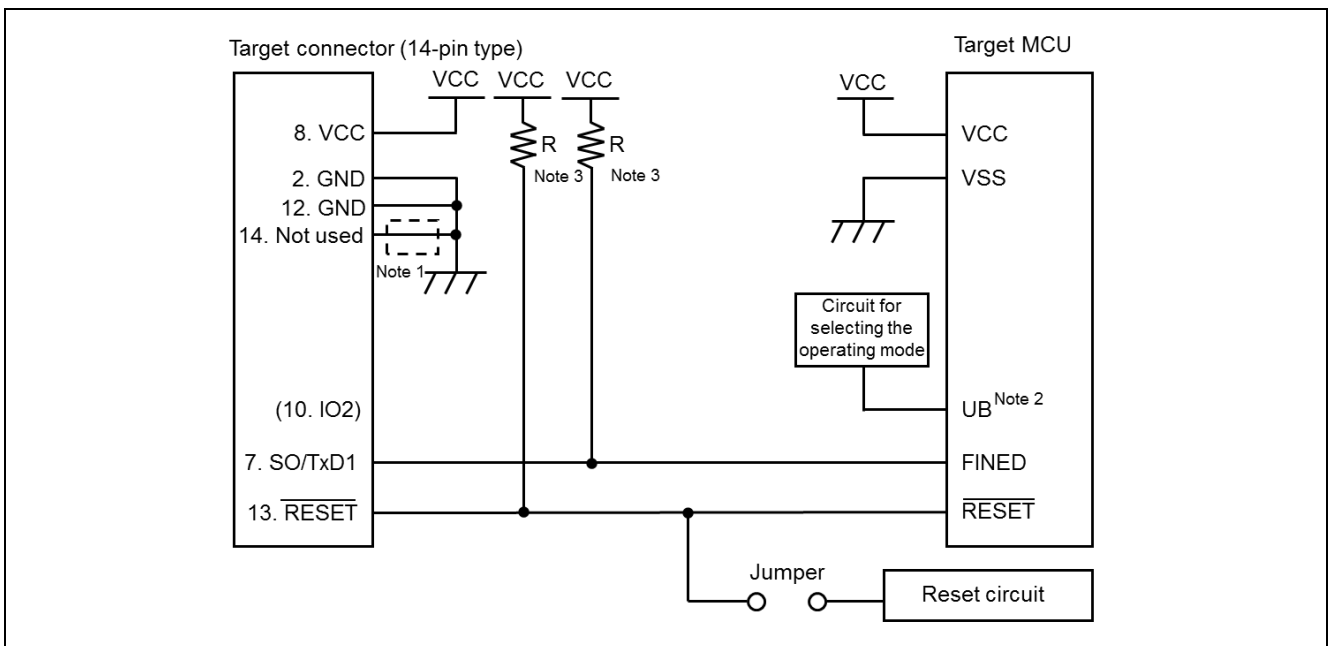 Target connector (14-pin type)
Target MCU
VCC VCC VCC
VCC
8. VCC
R
R
VCC
Note 3
Note 3
2. GND
VSS
12. GND
14. Not used
Note 1
Circuit for
selecting the
operating mode
(10. IO2)
UB Note 2
7. SO/TxD1
FINED
13. RESET
RESET
Jumper
Reset circuit